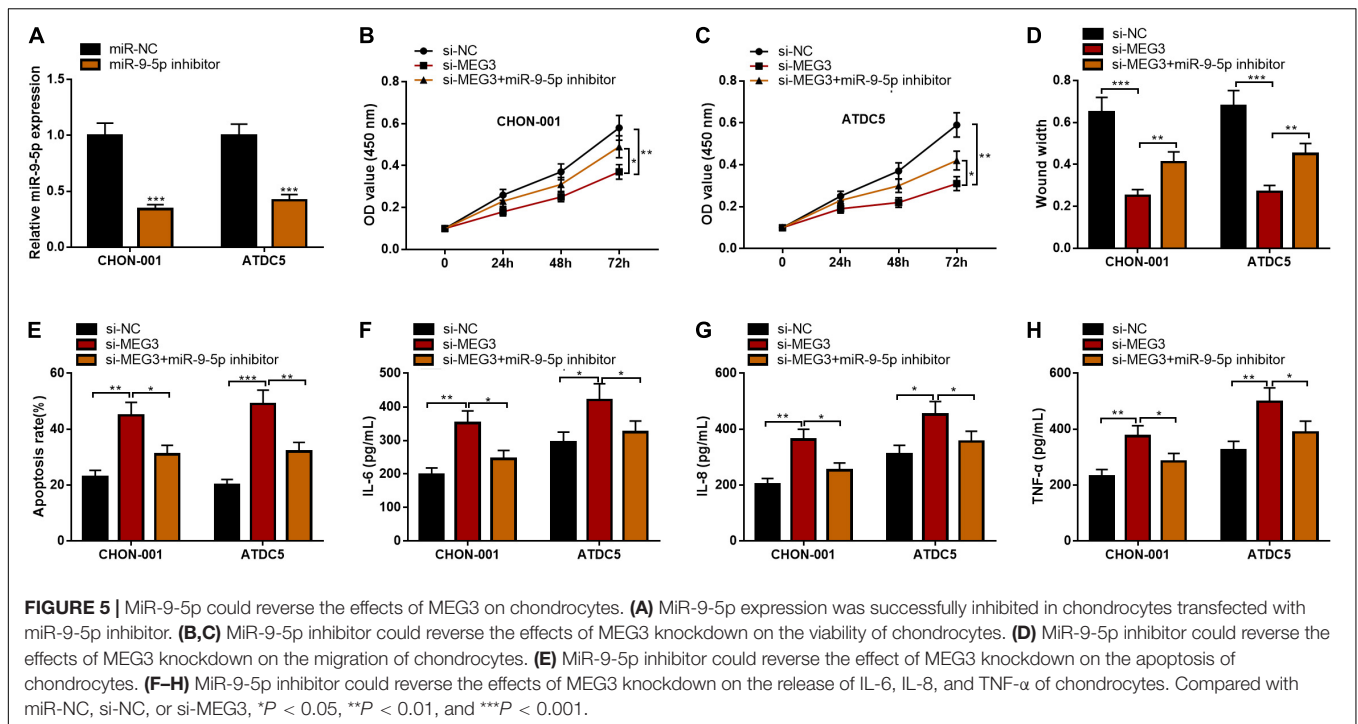 A
miR-NC
miR-9-5p inhibitor
Relative miR-9-5p expression
1.5
1.0
0.5
0.0
***
***
CHON-001
ATDC5
B
si-NC
si-MEG3
si-MEG3+miR-9-5p inhibitor
OD value (450 nm)
0.8
0.6
0.4
0.2
0.0
CHON-001
*
**
0
24h
48h
72h
C
si-NC
si-MEG3
si-MEG3+miR-9-5p inhibitor
OD value (450 nm)
0.8
0.6
0.4
0.2
0.0
ATDC5
*
**
0
24h
48h
72h
D
si-NC
si-MEG3
si-MEG3+miR-9-5p inhibitor
Wound width
0.8
0.6
0.4
0.2
0.0
***
**
***
**
CHON-001
ATDC5
E
si-NC
si-MEG3
si-MEG3+miR-9-5p inhibitor
Apoptosis rate(%)
60
40
20
0
**
*
***
**
CHON-001
ATDC5
F
si-NC
si-MEG3
si-MEG3+miR-9-5p inhibitor
IL-6 (pg/mL)
500
400
300
200
100
0
**
*
*
*
CHON-001
ATDC5
G
si-NC
si-MEG3
si-MEG3+miR-9-5p inhibitor
IL-8 (pg/mL)
600
400
200
0
**
*
*
*
CHON-001
ATDC5
H
si-NC
si-MEG3
si-MEG3+miR-9-5p inhibitor
TNF-α (pg/mL)
600
400
200
0
**
*
**
*
CHON-001
ATDC5
FIGURE 5 | MiR-9-5p could reverse the effects of MEG3 on chondrocytes. (A) MiR-9-5p expression was successfully inhibited in chondrocytes transfected with
miR-9-5p inhibitor. (B,C) MiR-9-5p inhibitor could reverse the effects of MEG3 knockdown on the viability of chondrocytes. (D) MiR-9-5p inhibitor could reverse the
effects of MEG3 knockdown on the migration of chondrocytes. (E) MiR-9-5p inhibitor could reverse the effect of MEG3 knockdown on the apoptosis of
chondrocytes. (F–H) MiR-9-5p inhibitor could reverse the effects of MEG3 knockdown on the release of IL-6, IL-8, and TNF-α of chondrocytes. Compared with
miR-NC, si-NC, or si-MEG3, *P < 0.05, **P < 0.01, and ***P < 0.001.